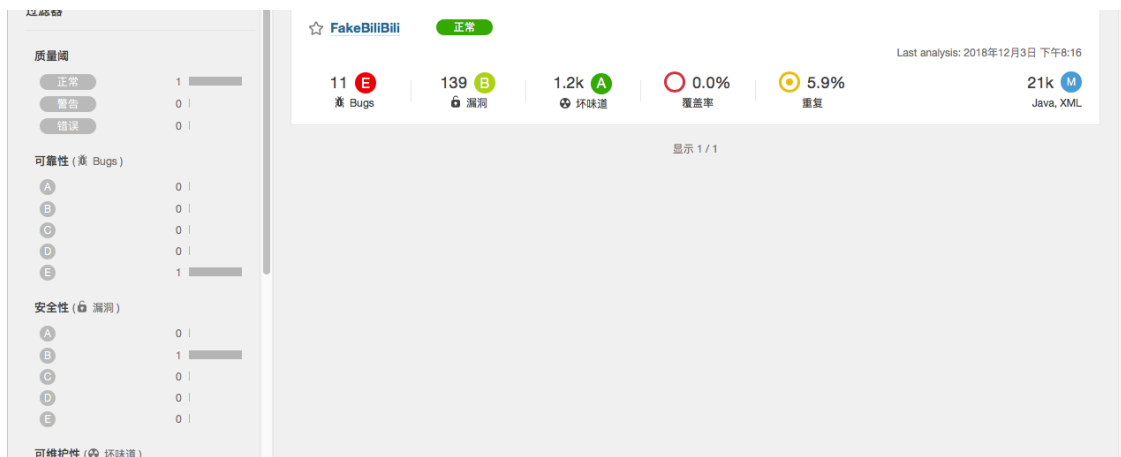 过滤器
质量阈
正常 1
警告 0
错误 0
可靠性 ( Bugs )
A 0
B 0
C 0
D 0
E 1
安全性 ( 漏洞 )
A 0
B 1
C 0
D 0
E 0
可维护性 ( 坏味道 )
FakeBiliBili 正常
Last analysis: 2018年12月3日 下午8:16
11 E 139 B 1.2k A 0.0% 5.9% 21k M
Bugs 漏洞 坏味道 覆盖率 重复 Java, XML
显示 1 / 1